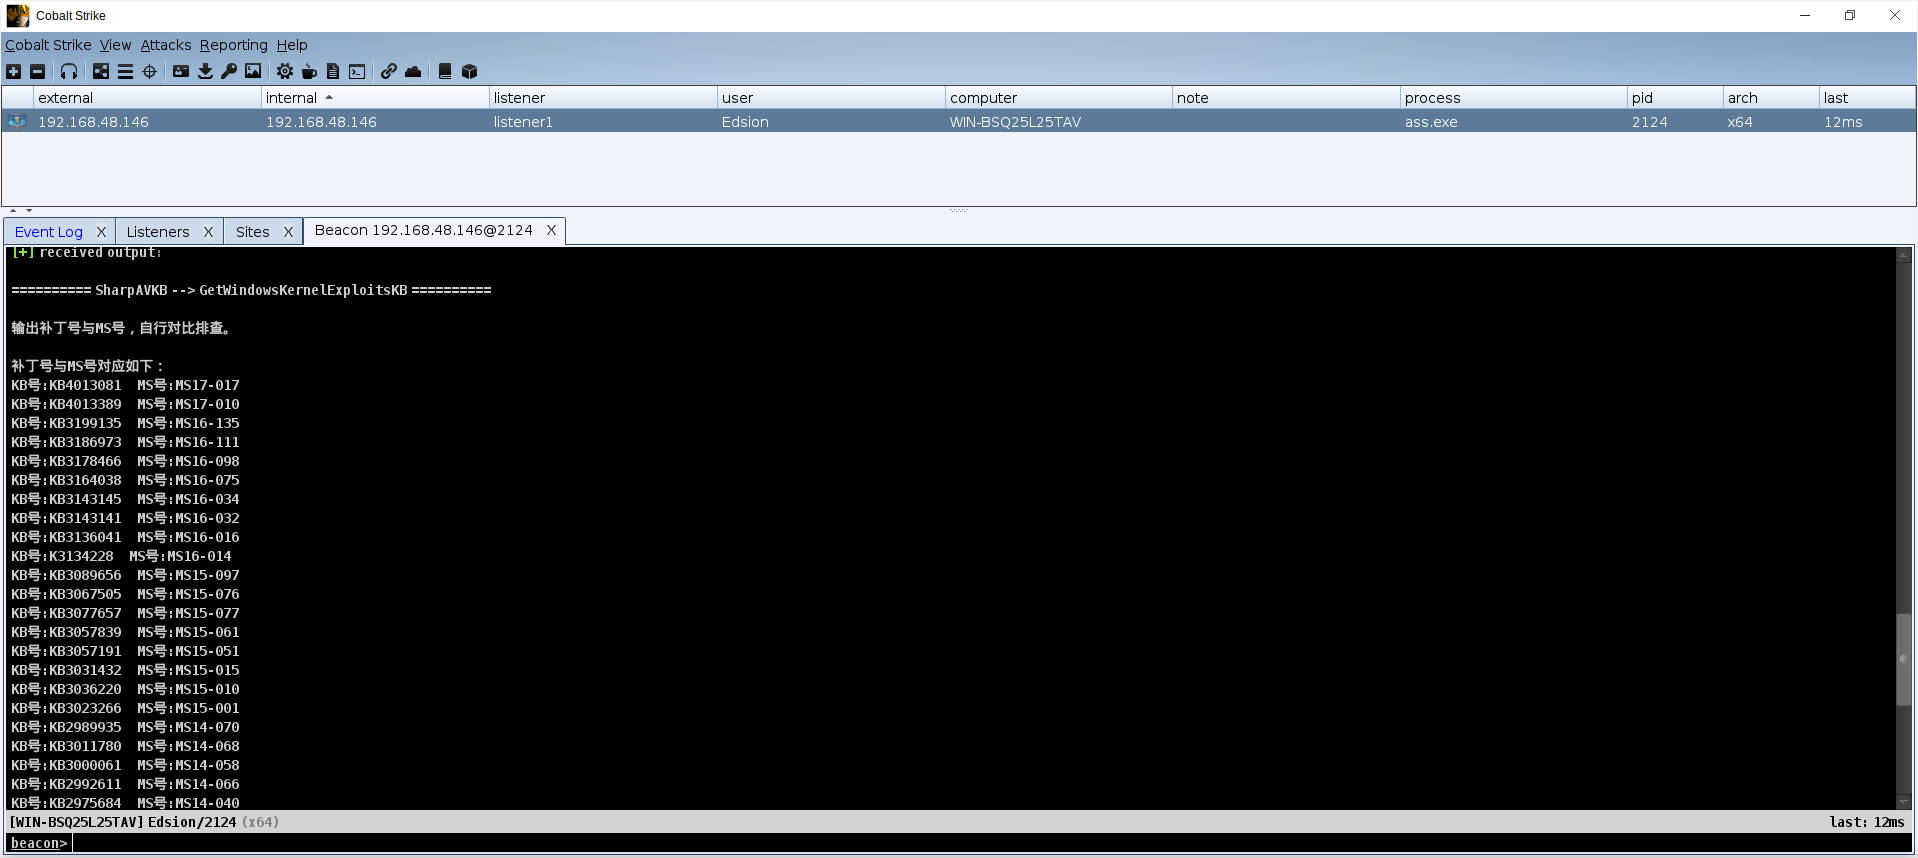 Cobalt Strike
Cobalt Strike View Attacks Reporting Help
external internal listener user computer note process pid arch last
192.168.48.146 192.168.48.146 listener1 Edsion WIN-BSQ25L25TAV ass.exe 2124 x64 12ms
Event Log X Listeners X Sites X Beacon 192.168.48.146@2124 X
[+] received output:
========== SharpAVKB --> GetWindowsKernelExploitsKB ==========
输出补丁号与MS号，自行对比排查。
补丁号与MS号对应如下：
KB号:KB4013081 MS号:MS17-017
KB号:KB4013389 MS号:MS17-010
KB号:KB3199135 MS号:MS16-135
KB号:KB3186973 MS号:MS16-111
KB号:KB3178466 MS号:MS16-098
KB号:KB3164038 MS号:MS16-075
KB号:KB3143145 MS号:MS16-034
KB号:KB3143141 MS号:MS16-032
KB号:KB3136041 MS号:MS16-016
KB号:K3134228 MS号:MS16-014
KB号:KB3089656 MS号:MS15-097
KB号:KB3067505 MS号:MS15-076
KB号:KB3077657 MS号:MS15-077
KB号:KB3057839 MS号:MS15-061
KB号:KB3057191 MS号:MS15-051
KB号:KB3031432 MS号:MS15-015
KB号:KB3036220 MS号:MS15-010
KB号:KB3023266 MS号:MS15-001
KB号:KB2989935 MS号:MS14-070
KB号:KB3011780 MS号:MS14-068
KB号:KB3000061 MS号:MS14-058
KB号:KB2992611 MS号:MS14-066
KB号:KB2975684 MS号:MS14-040
[WIN-BSQ25L25TAV] Edsion/2124 (x64) last: 12ms
beacon>